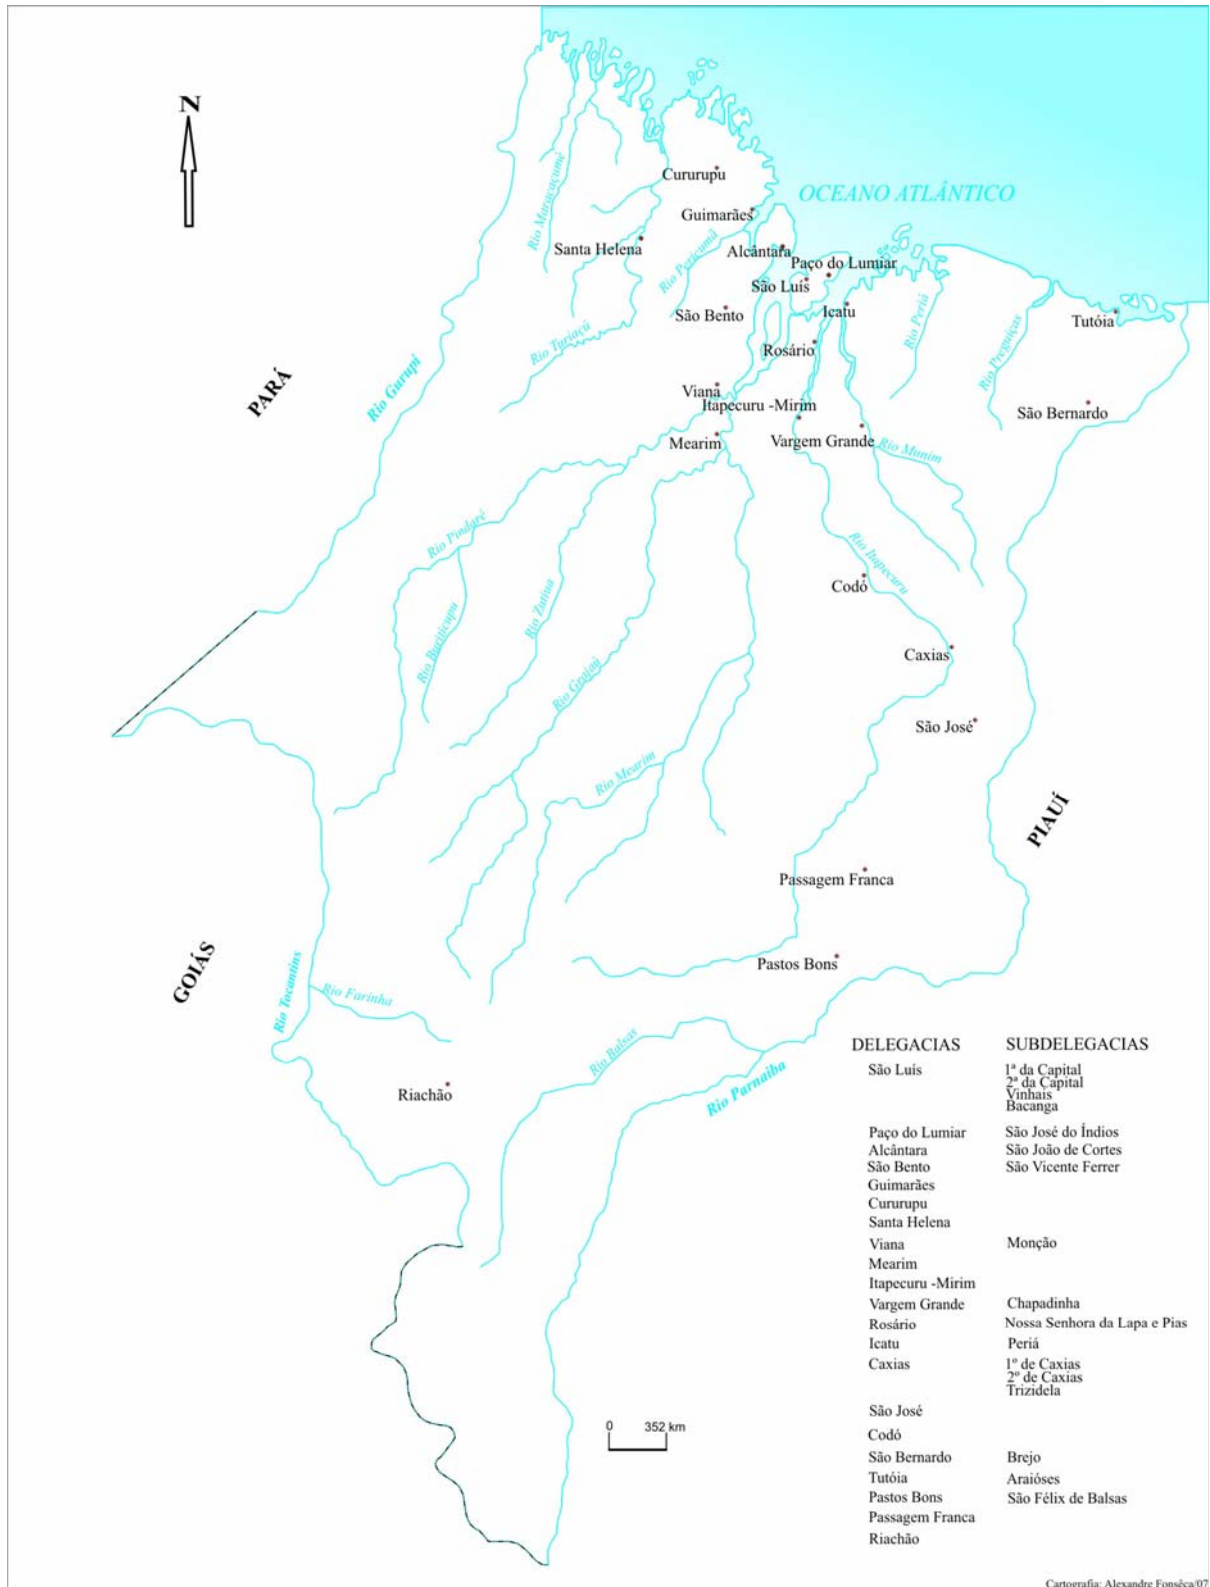 N
Cururupu
OCEANO ATLÂNTICO
Rio Maracaçumé
Guimarães
Santa Helena
Rio Pericumã
Alcântara
Paço do Lumiar
São Luís
São Bento
Icatu
Rio Periá
Tutóia
Rio Turiaçú
Rosário
Rio Preguiças
PARÁ
Rio Gurupí
Viana
Itapecuru -Mirim
São Bernardo
Mearim
Vargem Grande
Rio Munim
Rio Pindaré
Rio Itapecuru
Codó
Rio Zutiua
Rio Buriticupu
Caxias
Rio Grajaú
São José
Rio Mearim
PIAUÍ
Passagem Franca
GOIÁS
Pastos Bons
Rio Tocantins
Rio Farinha
Rio Balsas
Rio Parnaiba
Riachão
DELEGACIAS SUBDELEGACIAS
São Luís 1ª da Capital
2ª da Capital
Vinhais
Bacanga
Paço do Lumiar São José do Índios
Alcântara São João de Cortes
São Bento São Vicente Ferrer
Guimarães
Cururupu
Santa Helena
Viana Monção
Mearim
Itapecuru -Mirim
Vargem Grande Chapadinha
Rosário Nossa Senhora da Lapa e Pias
Icatu Periá
Caxias 1º de Caxias
2º de Caxias
Trizidela
São José
Codó
São Bernardo Brejo
Tutóia Araióses
Pastos Bons São Félix de Balsas
Passagem Franca
Riachão
0 352 km
Cartografia: Alexandre Fonsêca/07